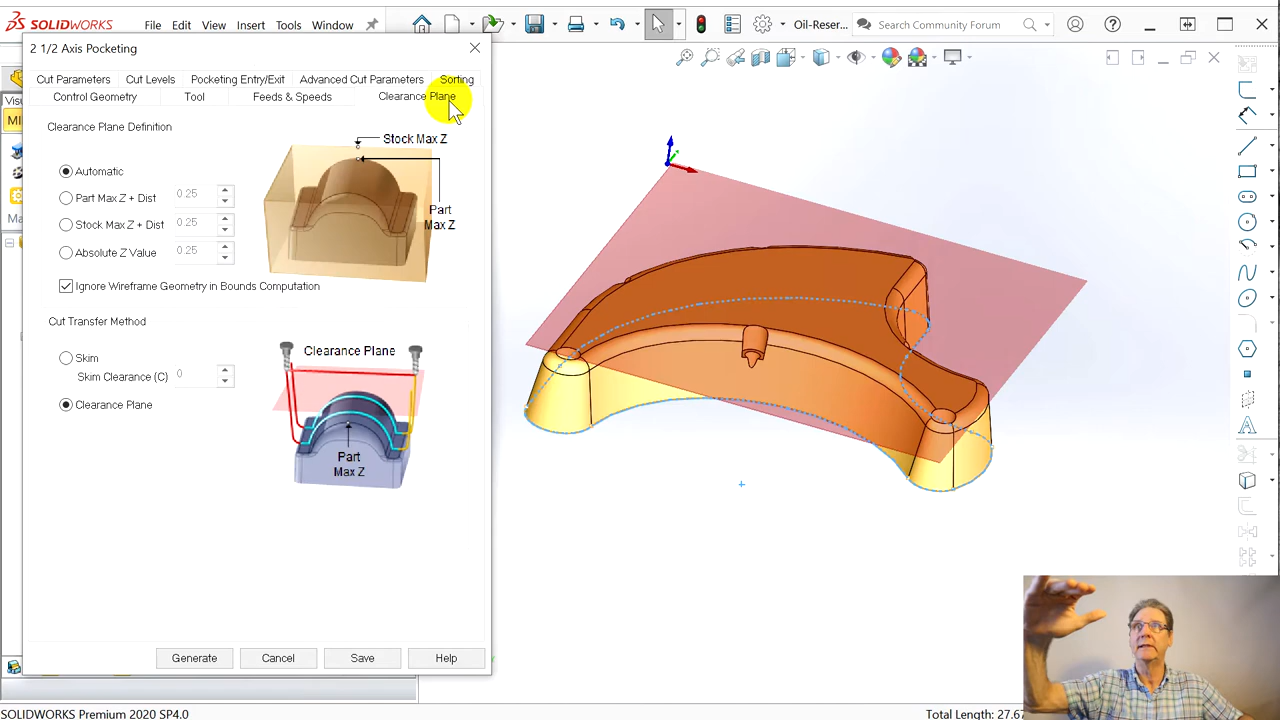 SOLIDWORKS File Edit View Insert Tools Window Oil-Reser... Search Community Forum
2 1/2 Axis Pocketing
Cut Parameters Cut Levels Pocketing Entry/Exit Advanced Cut Parameters Sorting
Control Geometry Tool Feeds & Speeds Clearance Plane
Clearance Plane Definition
Stock Max Z
Automatic
Part Max Z + Dist 0.25
Part
Max Z
Stock Max Z + Dist 0.25
Absolute Z Value 0.25
Ignore Wireframe Geometry in Bounds Computation
Cut Transfer Method
Clearance Plane
Skim
Skim Clearance (C) 0
Clearance Plane
Part
Max Z
Generate Cancel Save Help
SOLIDWORKS Premium 2020 SP4.0
Total Length: 27.67